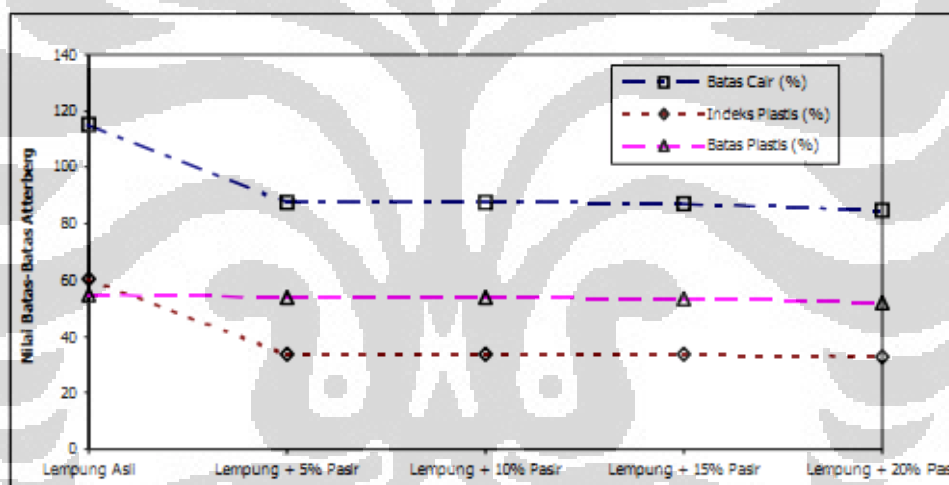 140
120
100
80
60
40
20
0
Nilai Batas-Batas Atterberg
Batas Cair (%)
Indeks Plastis (%)
Batas Plastis (%)
Lempung Asli
Lempung + 5% Pasir
Lempung + 10% Pasir
Lempung + 15% Pasir
Lempung + 20% Pas